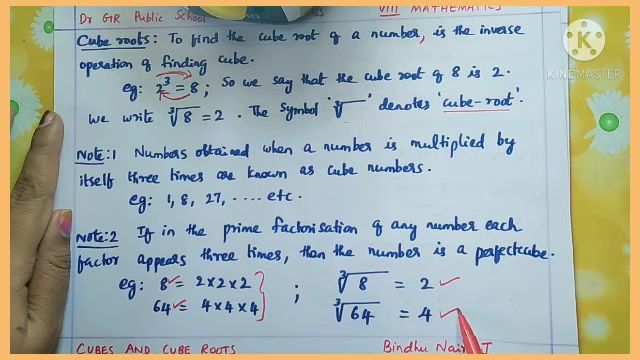 Dr GTR Public School
VIII MATHEMATICS
Cube roots: To find the cube root of a number, is the inverse
operation of finding cube.
eg: 2³ = 8; So we say that the cube root of 8 is 2.
We write ∛8 = 2. The Symbol '∛' denotes 'cube-root'.
Note:1 Numbers obtained when a number is multiplied by
itself three times are known as cube numbers.
eg: 1, 8, 27, ..... etc.
Note:2 If in the prime factorisation of any number each
factor appears three times, then the number is a perfectcube.
eg: 8 = 2×2×2 ; ∛8 = 2 ✓
64 = 4×4×4 ∛64 = 4 ✓
CUBES AND CUBE ROOTS
Bindhu Nair T
K
KINEMASTER